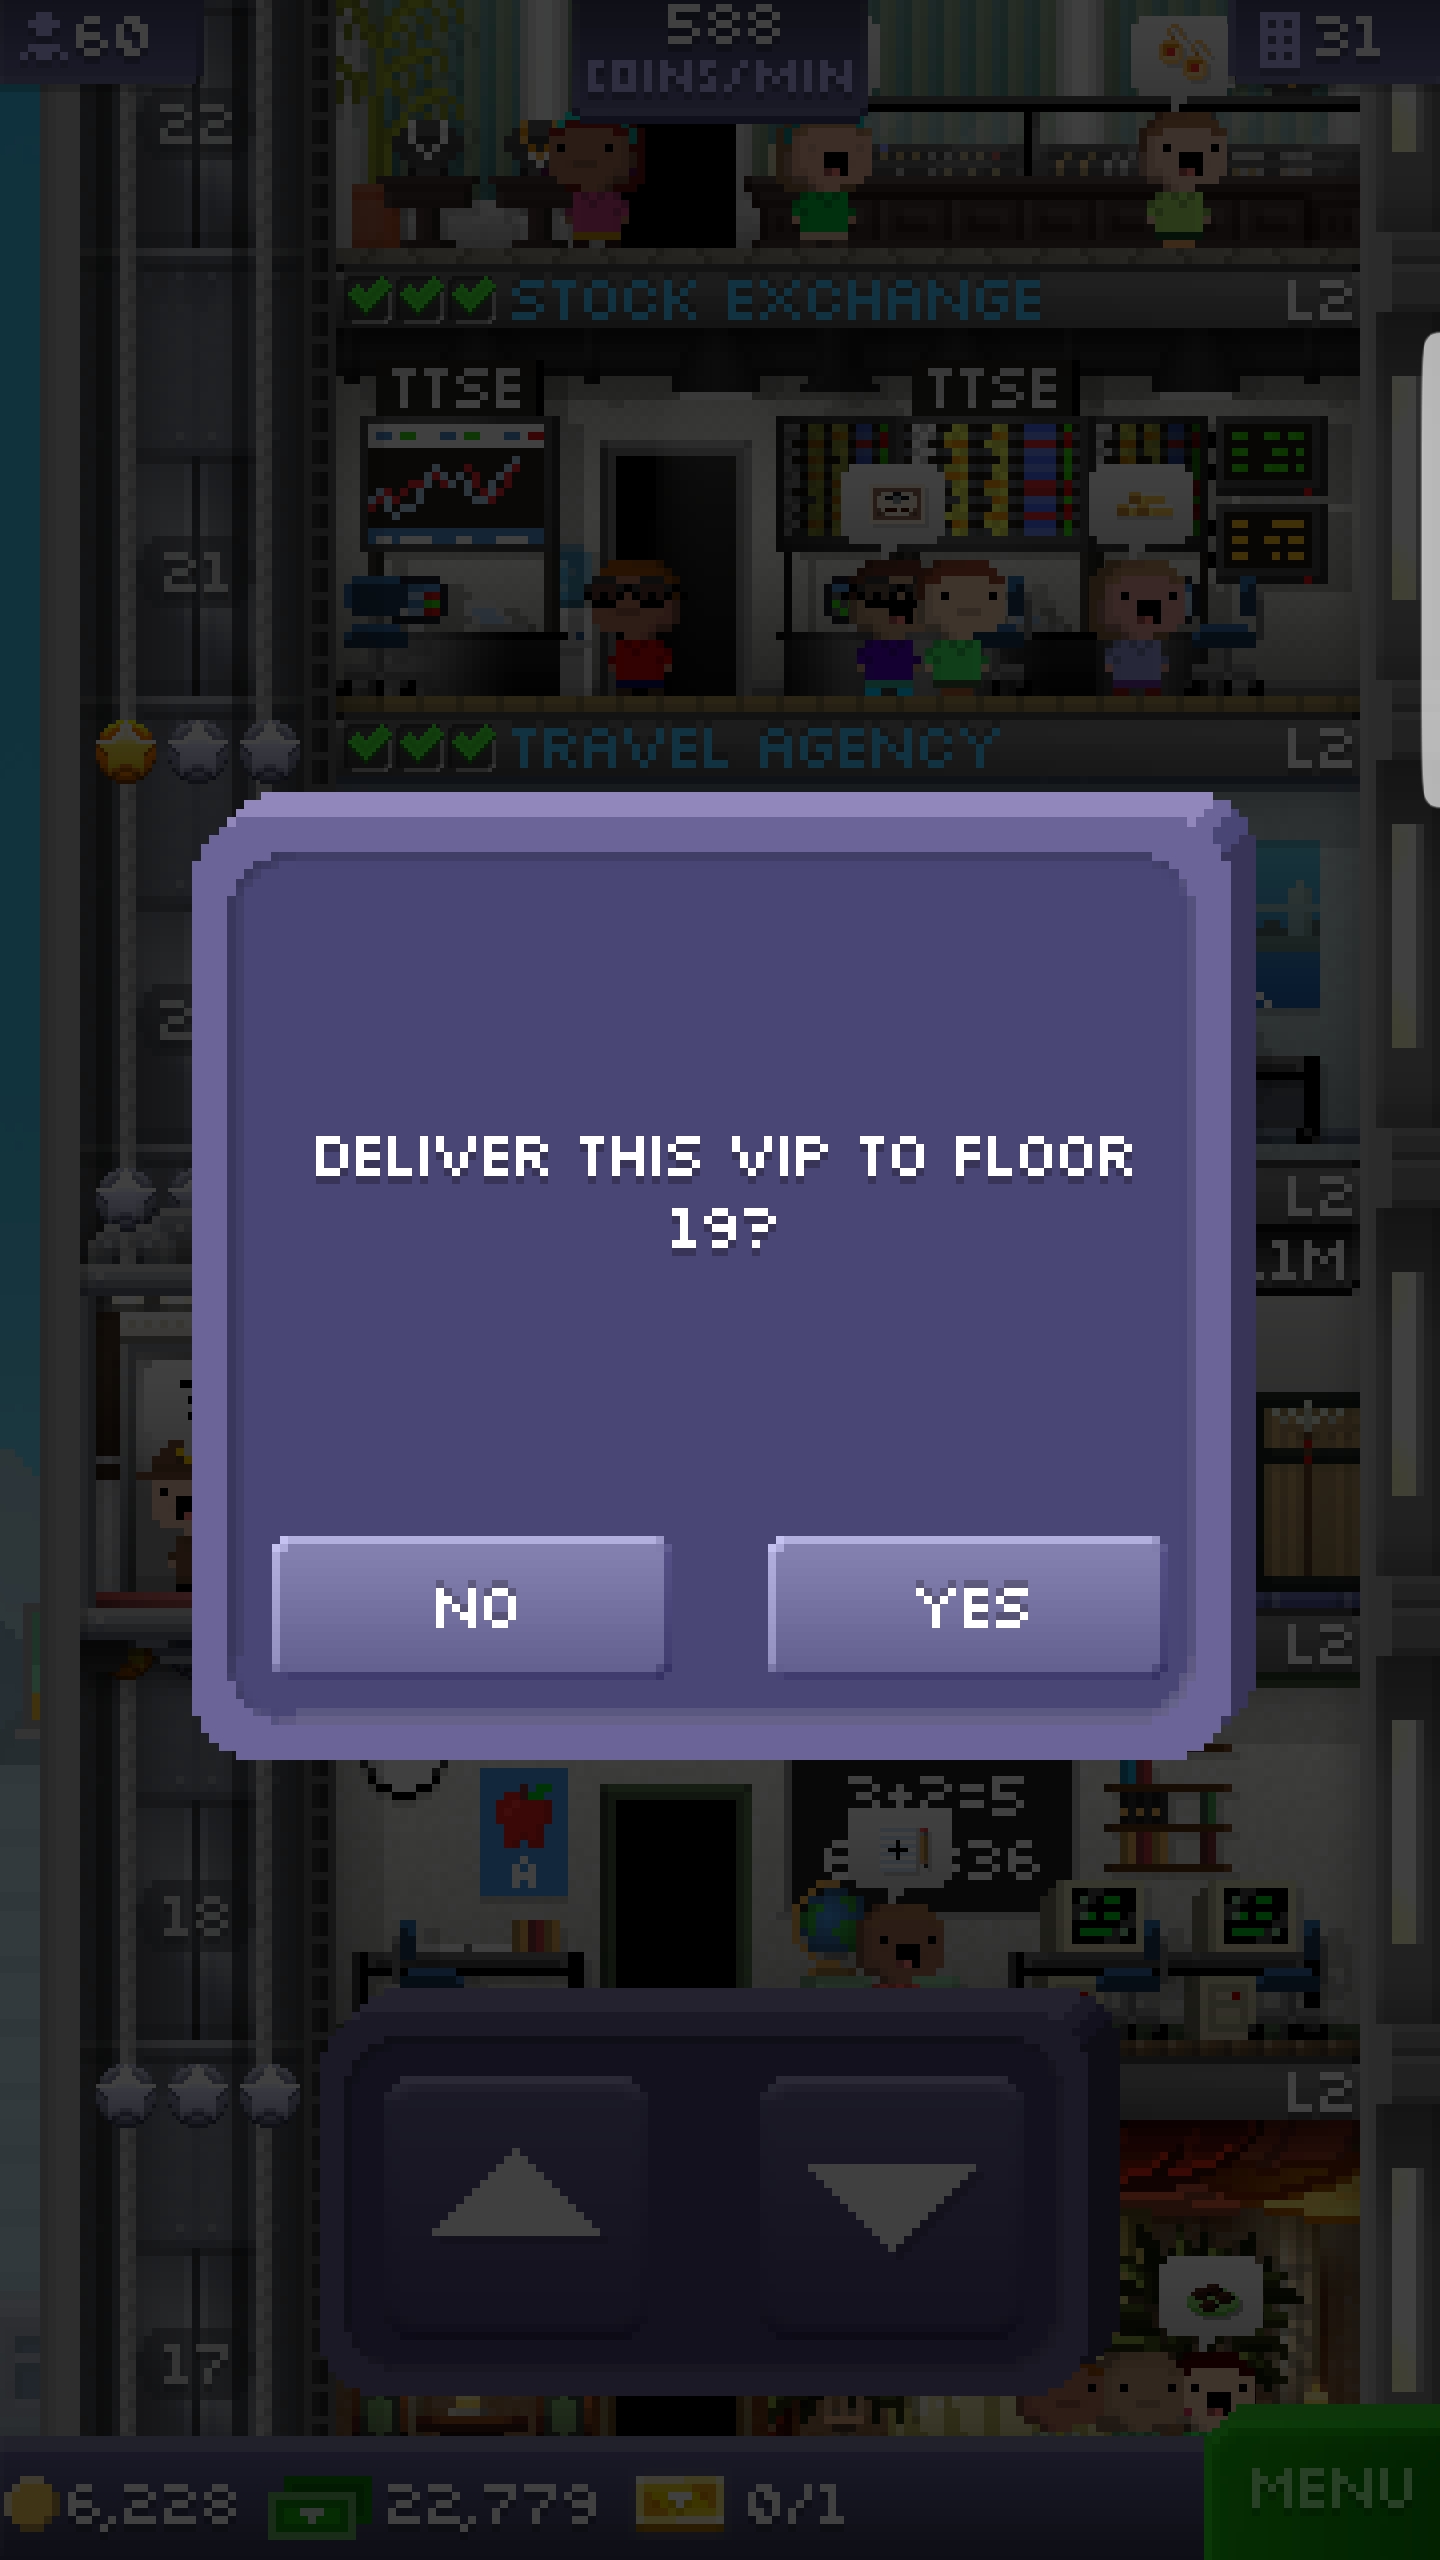 60
588
COINS/MIN
31
22
STOCK EXCHANGE L2
TTSE TTSE
21
TRAVEL AGENCY L2
DELIVER THIS VIP TO FLOOR
19?
L2
1M
NO YES
L2
A
3+2=5
36
18
L2
17
6,228 22,779 0/1
MENU